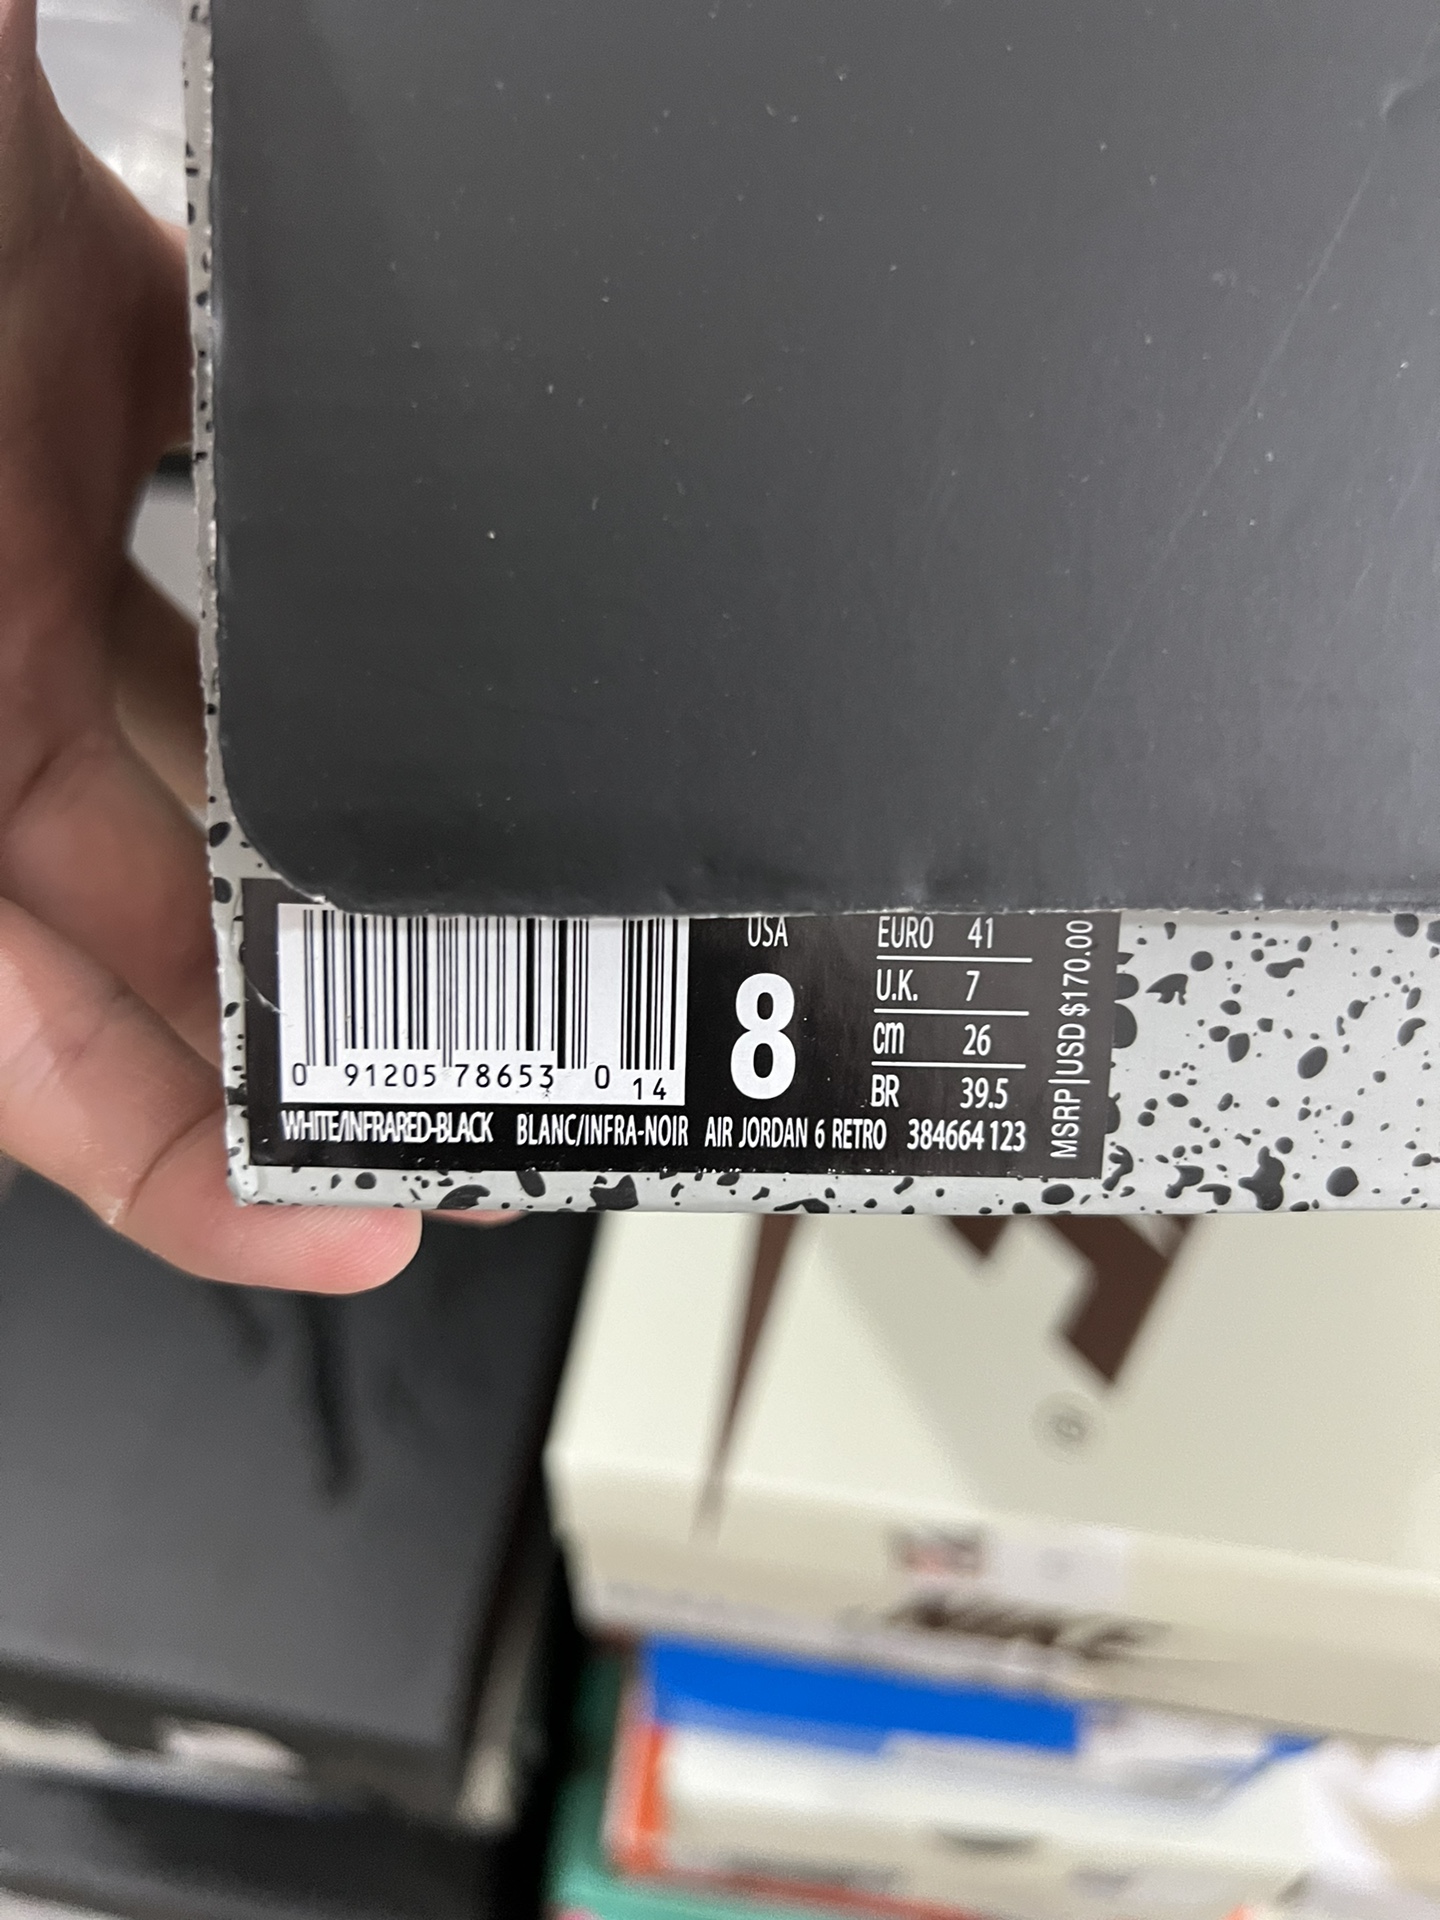 USA
8
EURO 41
U.K. 7
cm 26
BR 39.5
MSRP|USD $170.00
0 91205 78653 0 14
WHITE/INFRARED-BLACK BLANC/INFRA-NOIR AIR JORDAN 6 RETRO 384664 123
NIKE